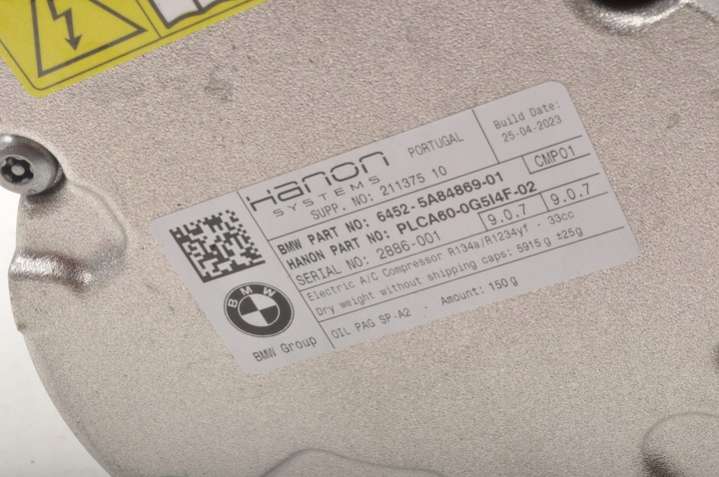 Hanon
SYSTEMS
PORTUGAL
Build Date:
25-04-2023
SUPP. NO: 211375 10
BMW PART NO: 6452-5A84869-01
CMP01
HANON PART NO: PLCA60-0G5I4F-02
SERIAL NO: 2886-001
9.0.7
9.0.7
Electric A/C Compressor R134a/R1234yf - 33cc
Dry weight without shipping caps: 5915g ±25g
OIL PAG SP-A2 . Amount: 150g
BMW
BMW Group